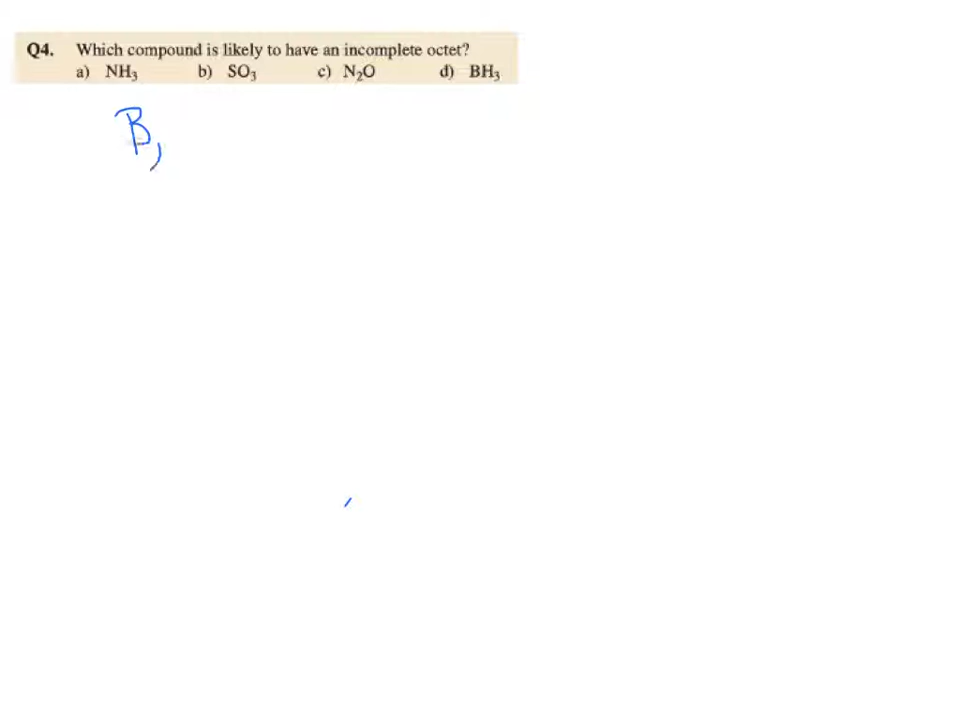 Q4. Which compound is likely to have an incomplete octet?
a) NH₃ b) SO₃ c) N₂O d) BH₃
B,